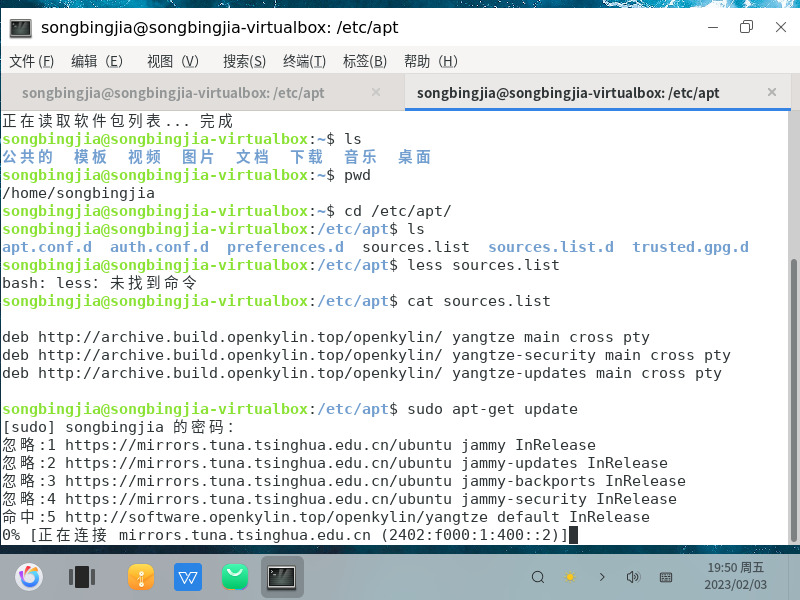 songbingjia@songbingjia-virtualbox: /etc/apt
文件(F) 编辑（E） 视图（V） 搜索(S) 终端(T) 标签(B) 帮助（H）
songbingjia@songbingjia-virtualbox: /etc/apt × songbingjia@songbingjia-virtualbox: /etc/apt ×
正在读取软件包列表... 完成
songbingjia@songbingjia-virtualbox:~$ ls
公共的 模板 视频 图片 文档 下载 音乐 桌面
songbingjia@songbingjia-virtualbox:~$ pwd
/home/songbingjia
songbingjia@songbingjia-virtualbox:~$ cd /etc/apt/
songbingjia@songbingjia-virtualbox:/etc/apt$ ls
apt.conf.d auth.conf.d preferences.d sources.list sources.list.d trusted.gpg.d
songbingjia@songbingjia-virtualbox:/etc/apt$ less sources.list
bash: less：未找到命令
songbingjia@songbingjia-virtualbox:/etc/apt$ cat sources.list
deb http://archive.build.openkylin.top/openkylin/ yangtze main cross pty
deb http://archive.build.openkylin.top/openkylin/ yangtze-security main cross pty
deb http://archive.build.openkylin.top/openkylin/ yangtze-updates main cross pty
songbingjia@songbingjia-virtualbox:/etc/apt$ sudo apt-get update
[sudo] songbingjia 的密码：
忽略:1 https://mirrors.tuna.tsinghua.edu.cn/ubuntu jammy InRelease
忽略:2 https://mirrors.tuna.tsinghua.edu.cn/ubuntu jammy-updates InRelease
忽略:3 https://mirrors.tuna.tsinghua.edu.cn/ubuntu jammy-backports InRelease
忽略:4 https://mirrors.tuna.tsinghua.edu.cn/ubuntu jammy-security InRelease
命中:5 http://software.openkylin.top/openkylin/yangtze default InRelease
0% [正在连接 mirrors.tuna.tsinghua.edu.cn (2402:f000:1:400::2)]
19:50 周五
2023/02/03